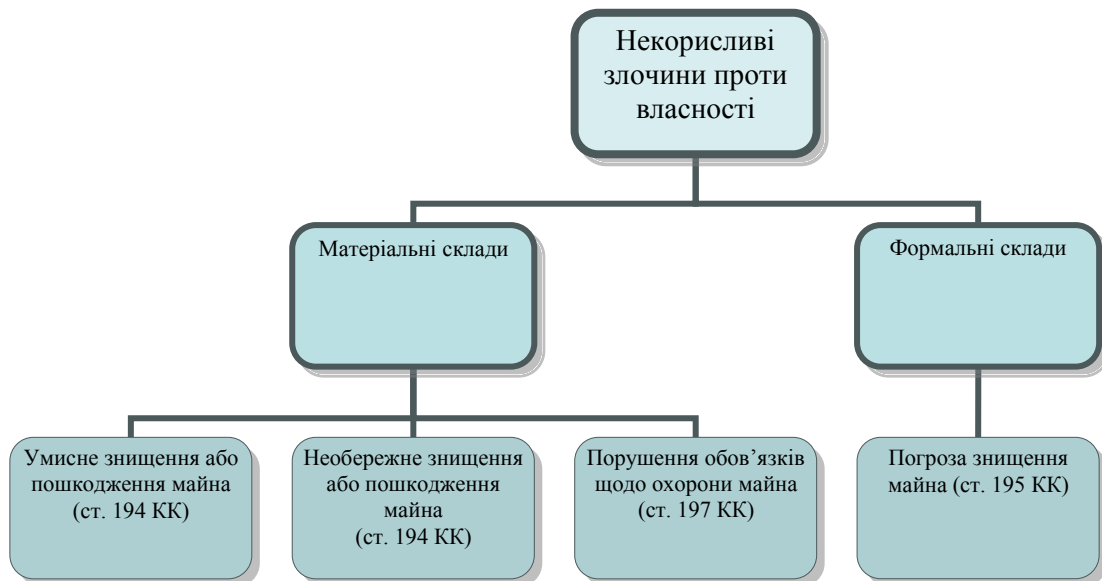 Некорисливі
злочини проти
власності
Матеріальні склади
Формальні склади
Умисне знищення або
пошкодження майна
(ст. 194 КК)
Необережне знищення
або пошкодження
майна
(ст. 194 КК)
Порушення обов’язків
щодо охорони майна
(ст. 197 КК)
Погроза знищення
майна (ст. 195 КК)